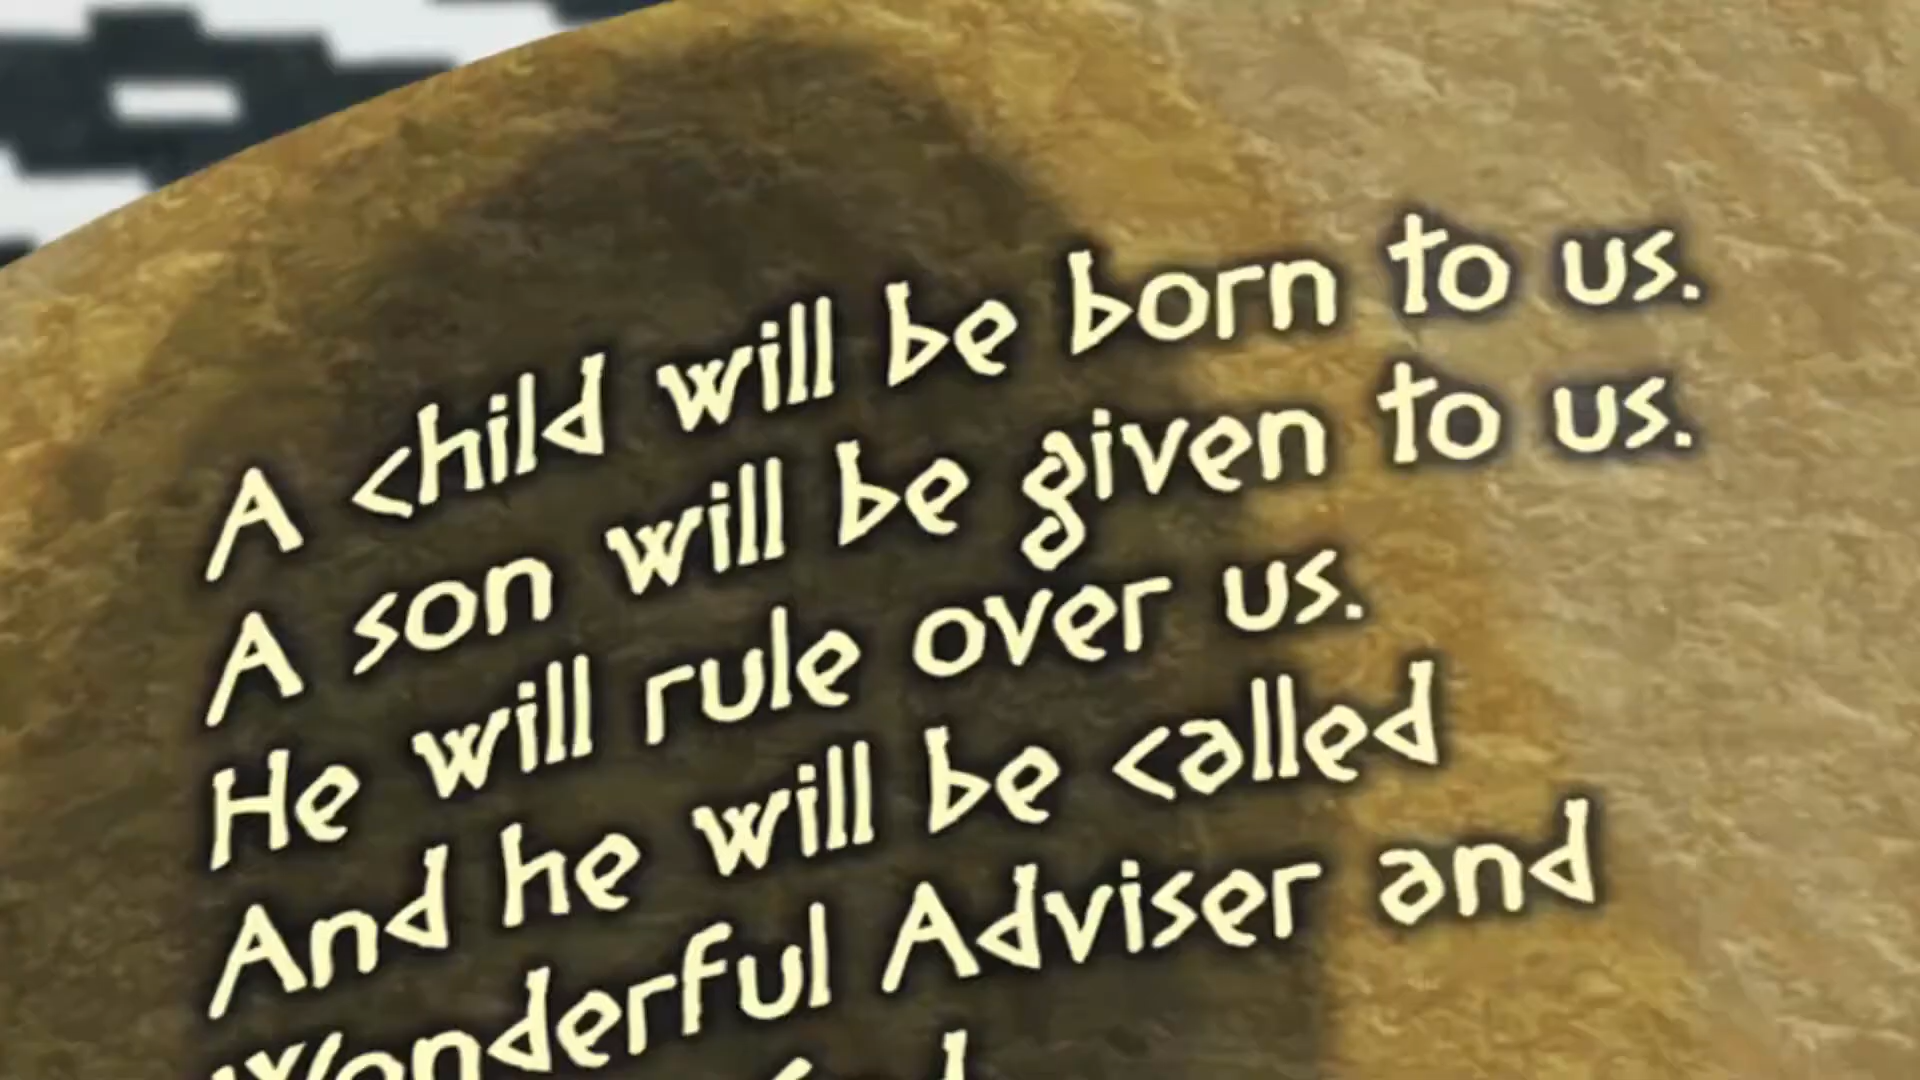 A child will be born to us.
A son will be given to us.
He will rule over us.
And he will be called
Wonderful Adviser and